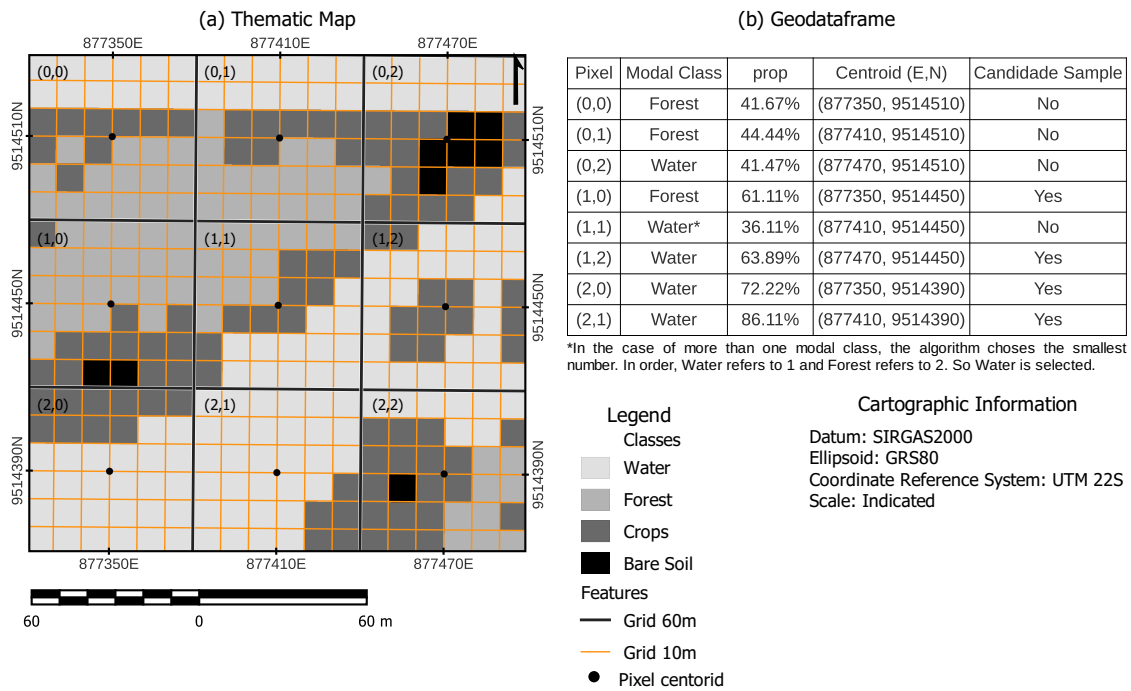 (a) Thematic Map
877350E 877410E 877470E
(0,0) (0,1) (0,2)
9514510N 9514510N
(1,0) (1,1) (1,2)
9514450N 9514450N
(2,0) (2,1) (2,2)
9514390N 9514390N
877350E 877410E 877470E
60 0 60 m
(b) Geodataframe
Pixel Modal Class prop Centroid (E,N) Candidade Sample
(0,0) Forest 41.67% (877350, 9514510) No
(0,1) Forest 44.44% (877410, 9514510) No
(0,2) Water 41.47% (877470, 9514510) No
(1,0) Forest 61.11% (877350, 9514450) Yes
(1,1) Water* 36.11% (877410, 9514450) No
(1,2) Water 63.89% (877470, 9514450) Yes
(2,0) Water 72.22% (877350, 9514390) Yes
(2,1) Water 86.11% (877410, 9514390) Yes
*In the case of more than one modal class, the algorithm choses the smallest
number. In order, Water refers to 1 and Forest refers to 2. So Water is selected.
Legend
Classes
Water
Forest
Crops
Bare Soil
Features
Grid 60m
Grid 10m
Pixel centorid
Cartographic Information
Datum: SIRGAS2000
Ellipsoid: GRS80
Coordinate Reference System: UTM 22S
Scale: Indicated